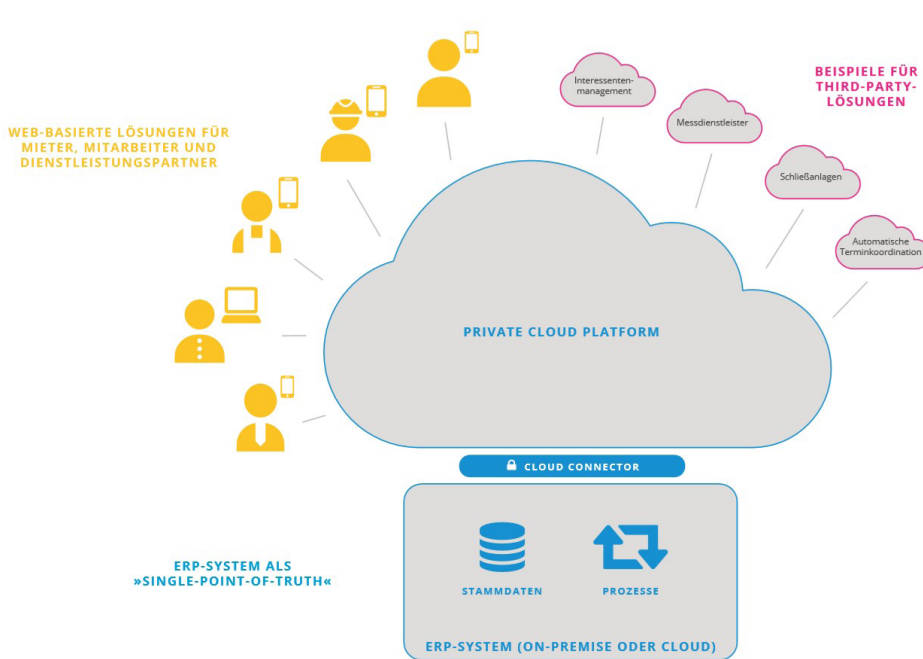 Interessenten-
management
BEISPIELE FÜR
THIRD-PARTY-
LÖSUNGEN
Messdienstleister
WEB-BASIERTE LÖSUNGEN FÜR
MIETER, MITARBEITER UND
DIENSTLEISTUNGSPARTNER
Schließanlagen
Automatische
Terminkoordination
PRIVATE CLOUD PLATFORM
CLOUD CONNECTOR
ERP-SYSTEM ALS
»SINGLE-POINT-OF-TRUTH«
STAMMDATEN
PROZESSE
ERP-SYSTEM (ON-PREMISE ODER CLOUD)